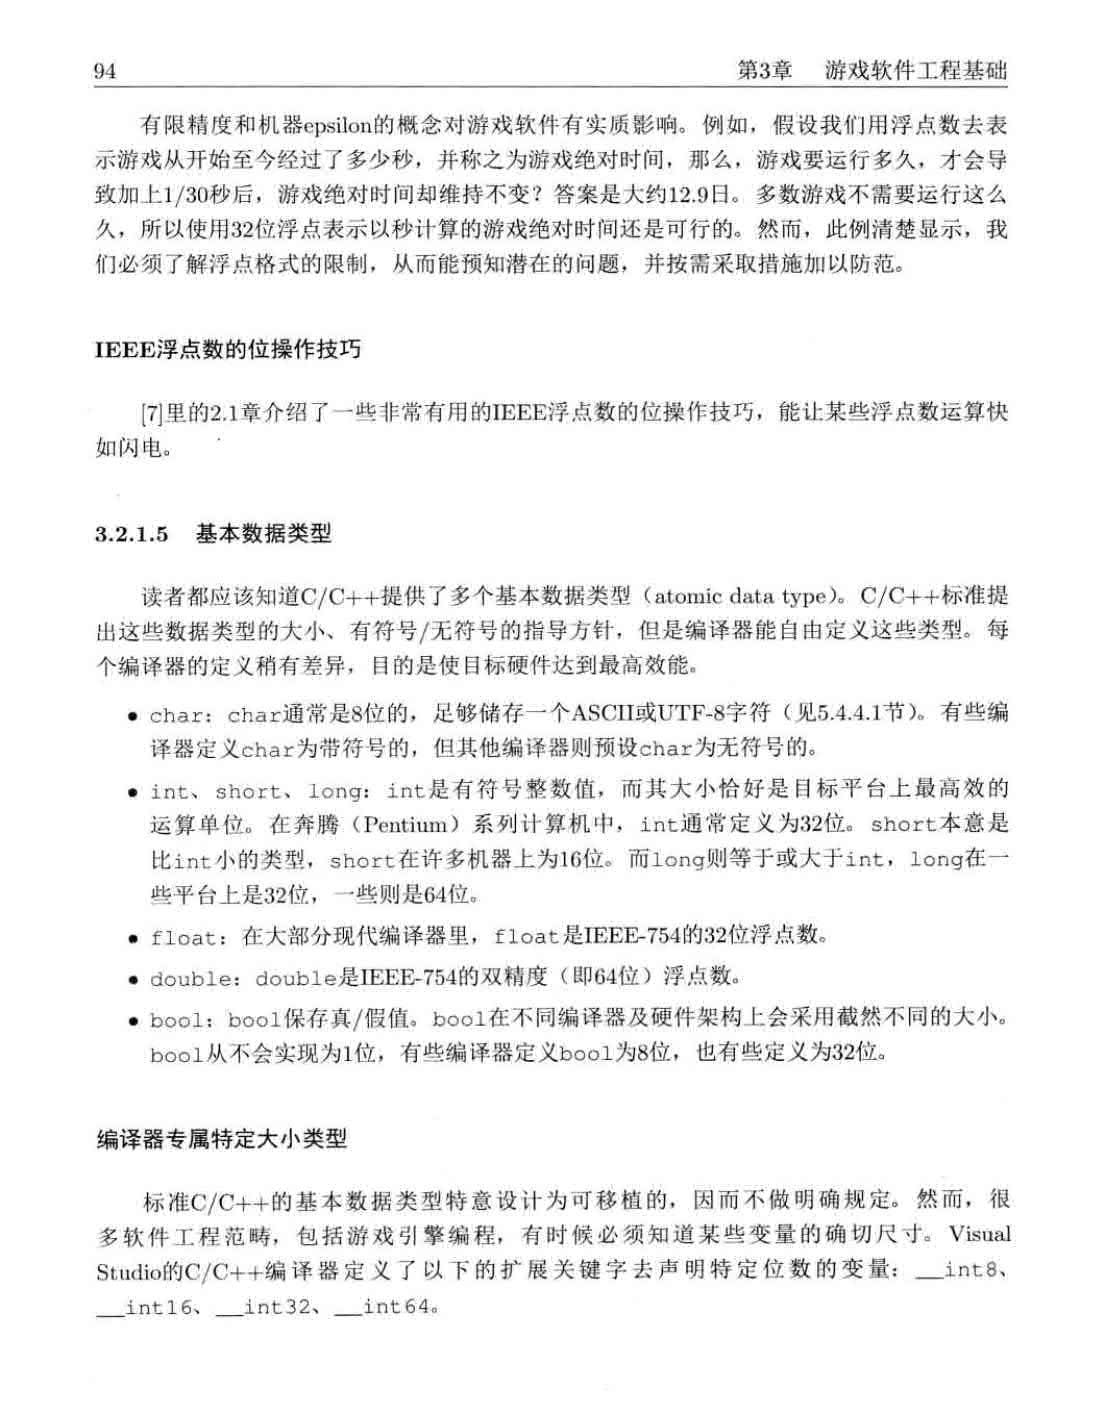 94 第3章 游戏软件工程基础
有限精度和机器epsilon的概念对游戏软件有实质影响。例如，假设我们用浮点数去表
示游戏从开始至今经过了多少秒，并称之为游戏绝对时间，那么，游戏要运行多久，才会导
致加上1/30秒后，游戏绝对时间却维持不变？答案是大约12.9日。多数游戏不需要运行这么
久，所以使用32位浮点表示以秒计算的游戏绝对时间还是可行的。然而，此例清楚显示，我
们必须了解浮点格式的限制，从而能预知潜在的问题，并按需采取措施加以防范。
IEEE浮点数的位操作技巧
[7]里的2.1章介绍了一些非常有用的IEEE浮点数的位操作技巧，能让某些浮点数运算快
如闪电。
3.2.1.5 基本数据类型
读者都应该知道C/C++提供了多个基本数据类型（atomic data type）。C/C++标准提
出这些数据类型的大小、有符号/无符号的指导方针，但是编译器能自由定义这些类型。每
个编译器的定义稍有差异，目的是使目标硬件达到最高效能。
• char：char通常是8位的，足够储存一个ASCII或UTF-8字符（见5.4.4.1节）。有些编
译器定义char为带符号的，但其他编译器则预设char为无符号的。
• int、short、long：int是有符号整数值，而其大小恰好是目标平台上最高效的
运算单位。在奔腾（Pentium）系列计算机中，int通常定义为32位。short本意是
比int小的类型，short在许多机器上为16位。而long则等于或大于int，long在一
些平台上是32位，一些则是64位。
• float：在大部分现代编译器里，float是IEEE-754的32位浮点数。
• double：double是IEEE-754的双精度（即64位）浮点数。
• bool：bool保存真/假值。bool在不同编译器及硬件架构上会采用截然不同的大小。
bool从不会实现为1位，有些编译器定义bool为8位，也有些定义为32位。
编译器专属特定大小类型
标准C/C++的基本数据类型特意设计为可移植的，因而不做明确规定。然而，很
多软件工程范畴，包括游戏引擎编程，有时候必须知道某些变量的确切尺寸。Visual
Studio的C/C++编译器定义了以下的扩展关键字去声明特定位数的变量：__int8、
__int16、__int32、__int64。